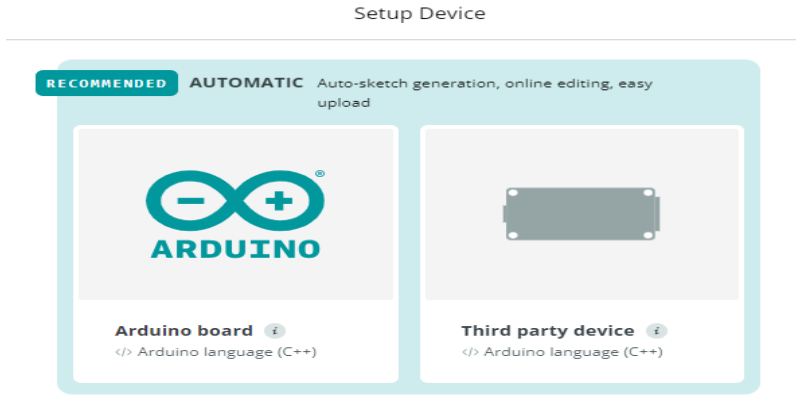 Setup Device
RECOMMENDED AUTOMATIC Auto-sketch generation, online editing, easy
upload
®
ARDUINO
Arduino board i
</> Arduino language (C++)
Third party device i
</> Arduino language (C++)